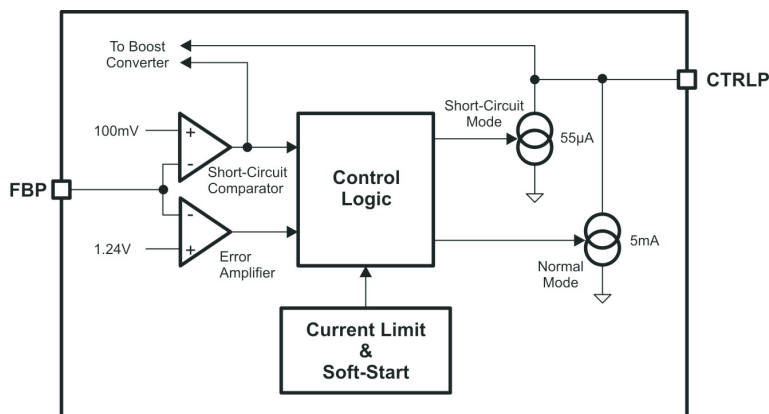 To Boost
Converter
CTRLP
Short-Circuit
Mode
100mV
+
-
55µA
Short-Circuit
Comparator
Control
Logic
FBP
-
1.24V
+
Error
Amplifier
5mA
Normal
Mode
Current Limit
&
Soft-Start